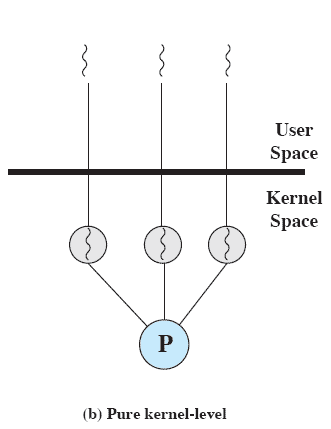 User
Space
Kernel
Space
P
(b) Pure kernel-level